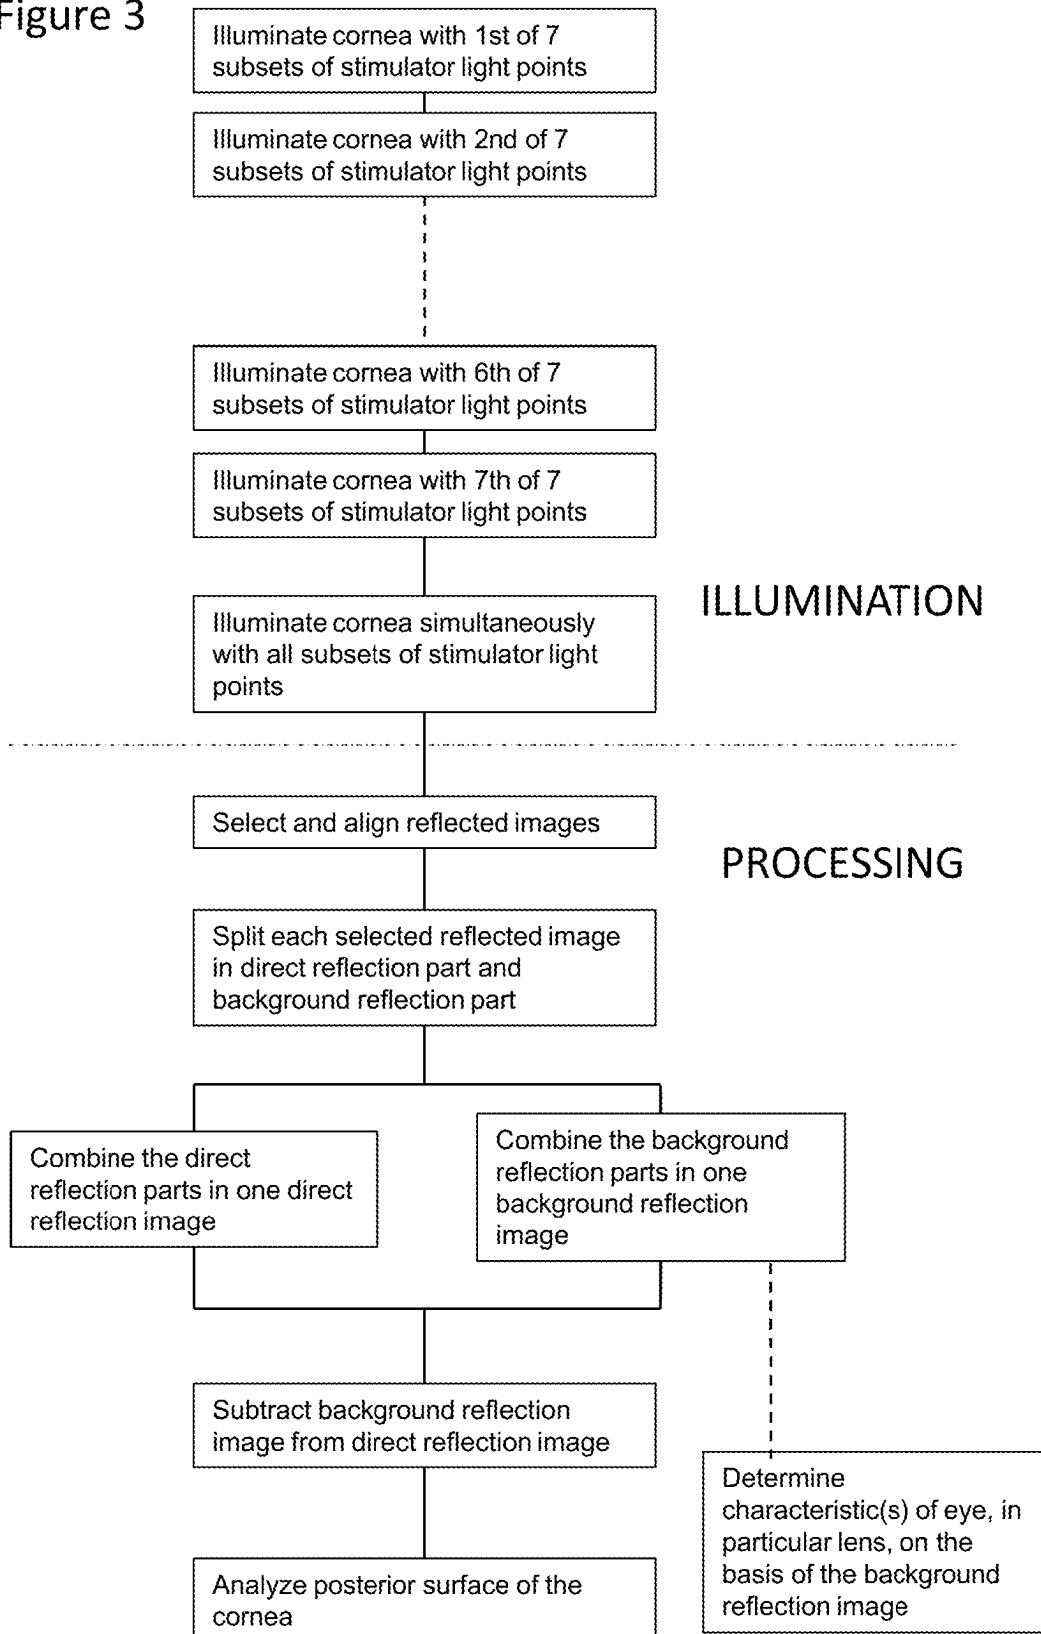 Figure 3
Illuminate cornea with 1st of 7
subsets of stimulator light points
Illuminate cornea with 2nd of 7
subsets of stimulator light points
Illuminate cornea with 6th of 7
subsets of stimulator light points
Illuminate cornea with 7th of 7
subsets of stimulator light points
ILLUMINATION
Illuminate cornea simultaneously
with all subsets of stimulator light
points
Select and align reflected images
PROCESSING
Split each selected reflected image
in direct reflection part and
background reflection part
Combine the direct
reflection parts in one direct
reflection image
Combine the background
reflection parts in one
background reflection
image
Subtract background reflection
image from direct reflection image
Determine
characteristic(s) of eye, in
particular lens, on the
basis of the background
reflection image
Analyze posterior surface of the
cornea